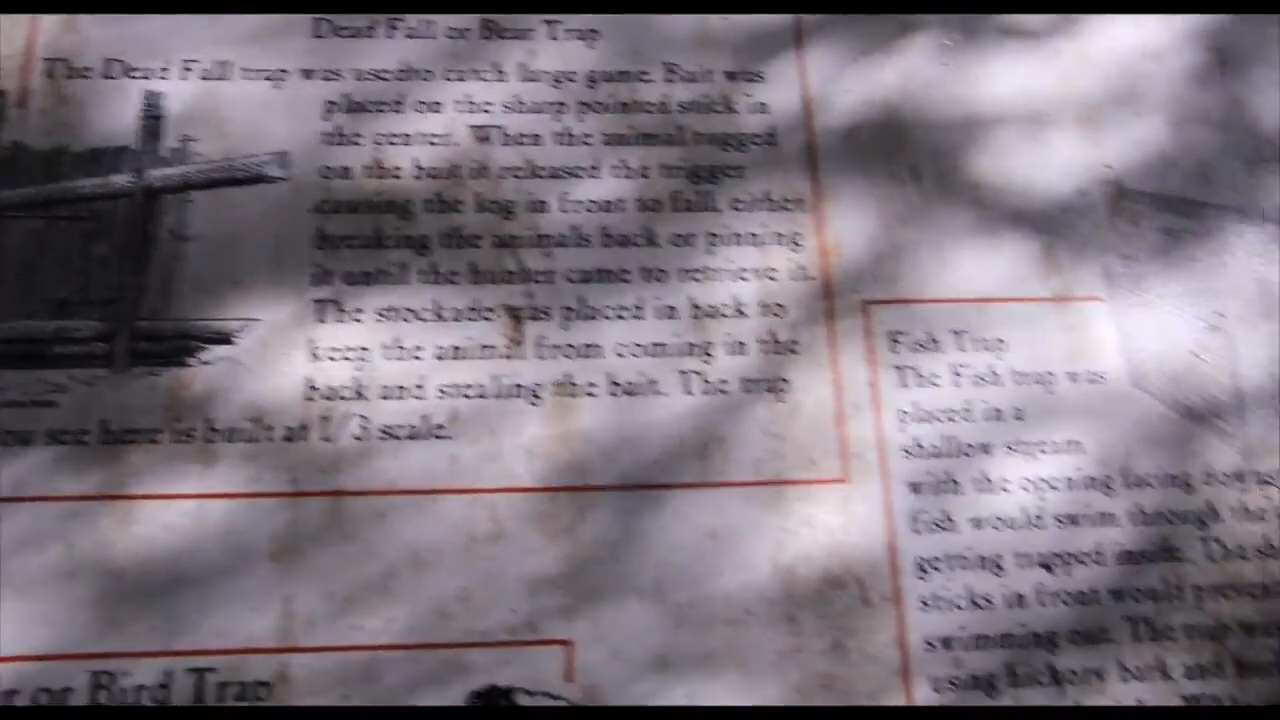 Dead Fall or Bear Trap
The Dead Fall trap was used to catch large game. Bait was
placed on the sharp pointed stick in
the center. When the animal tugged
on the bait it released the trigger
causing the log in front to fall, either
breaking the animals back or pinning
it until the hunter came to retrieve it.
The stockade was placed in back to
keep the animal from coming in the
back and stealing the bait. The trap
see here is built at 1/3 scale.
or Bird Trap
Fish Trap
The Fish trap was
placed in a
shallow stream
with the opening facing
fish would swim through the
getting trapped inside. The
sticks in front would
swimming out. The trap
using hickory bark and